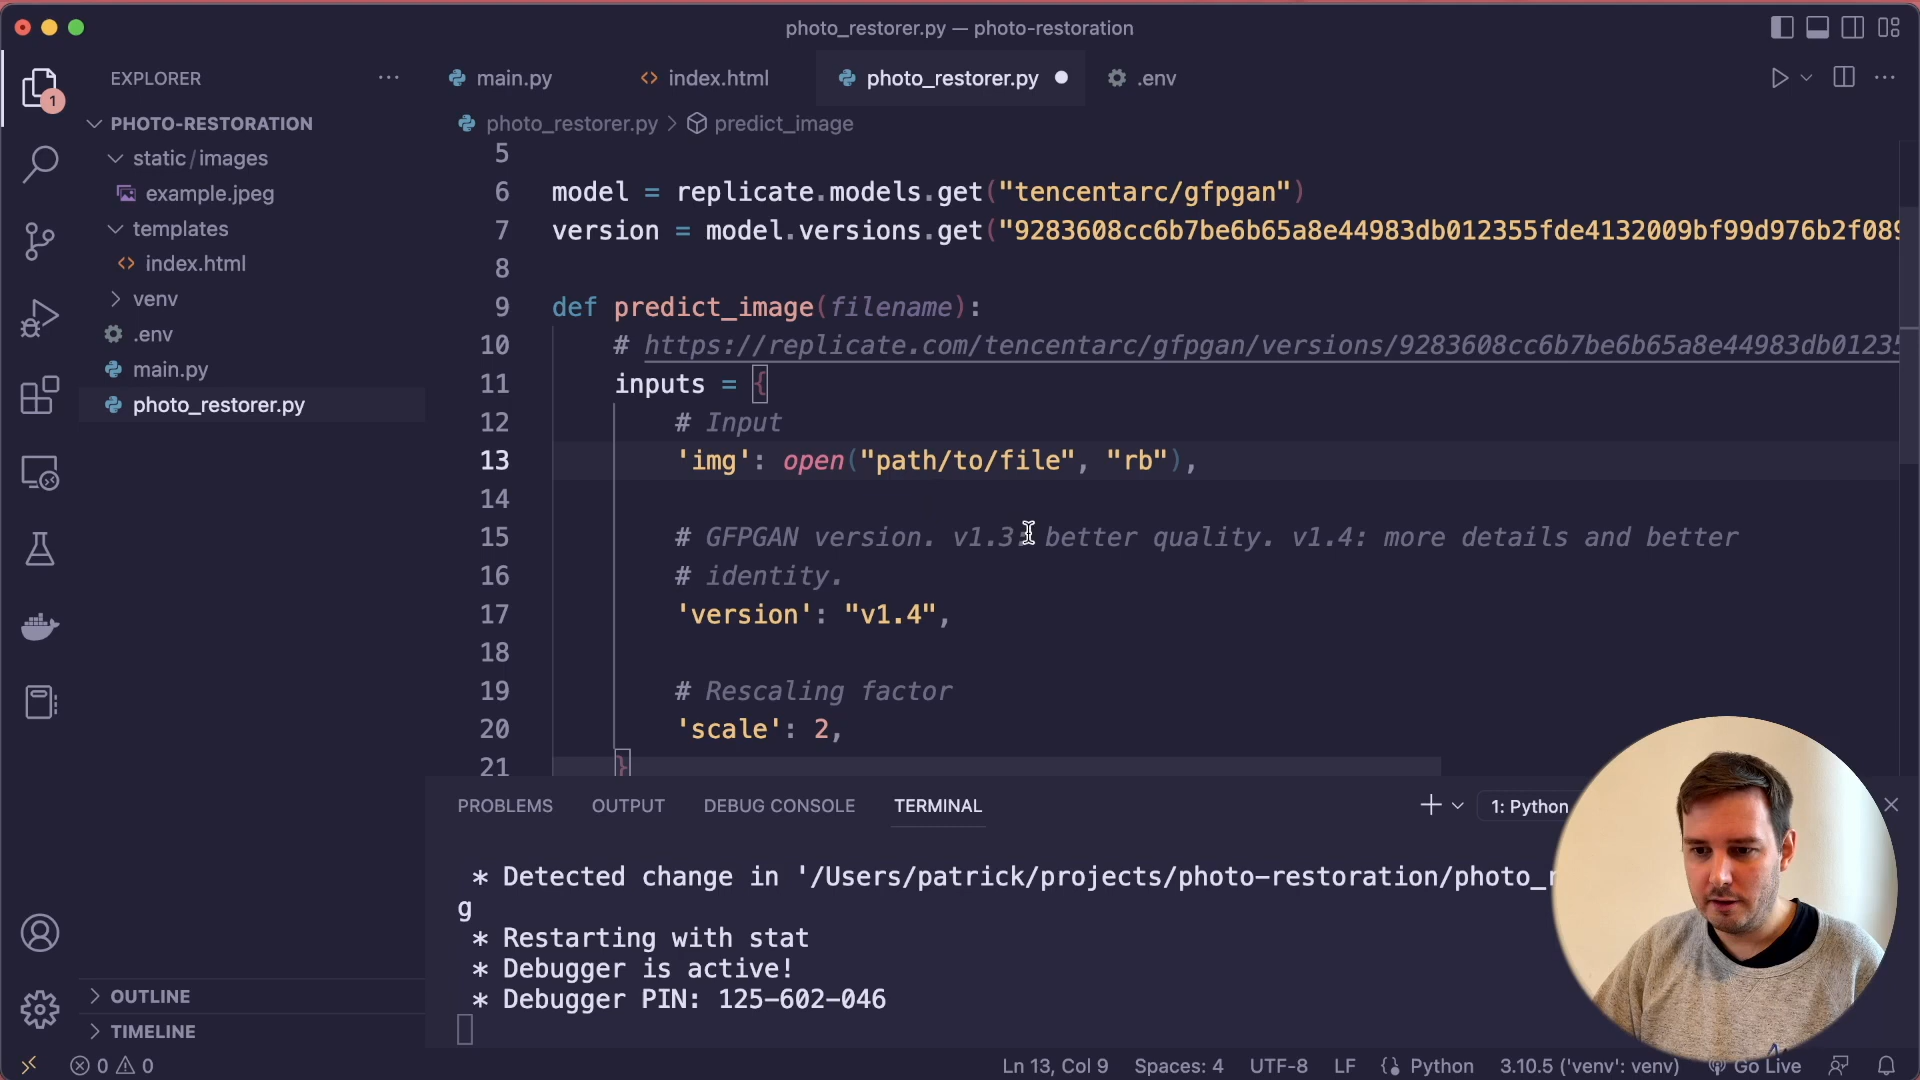 photo_restorer.py — photo-restoration
EXPLORER
main.py
index.html
photo_restorer.py
.env
1
PHOTO-RESTORATION
photo_restorer.py
predict_image
static/images
example.jpeg
templates
index.html
venv
.env
main.py
photo_restorer.py
5
6 model = replicate.models.get("tencentarc/gfpgan")
7 version = model.versions.get("9283608cc6b7be6b65a8e44983db012355fde4132009bf99d976b2f089
8
9 def predict_image(filename):
10 # https://replicate.com/tencentarc/gfpgan/versions/9283608cc6b7be6b65a8e44983db01235
11 inputs = {
12 # Input
13 'img': open("path/to/file", "rb"),
14
15 # GFPGAN version. v1.3: better quality. v1.4: more details and better
16 # identity.
17 'version': "v1.4",
18
19 # Rescaling factor
20 'scale': 2,
21 }
PROBLEMS OUTPUT DEBUG CONSOLE TERMINAL
1: Python
* Detected change in '/Users/patrick/projects/photo-restoration/photo_r
g
* Restarting with stat
* Debugger is active!
* Debugger PIN: 125-602-046
OUTLINE
TIMELINE
0 0
Ln 13, Col 9 Spaces: 4 UTF-8 LF Python 3.10.5 ('venv': venv) Go Live